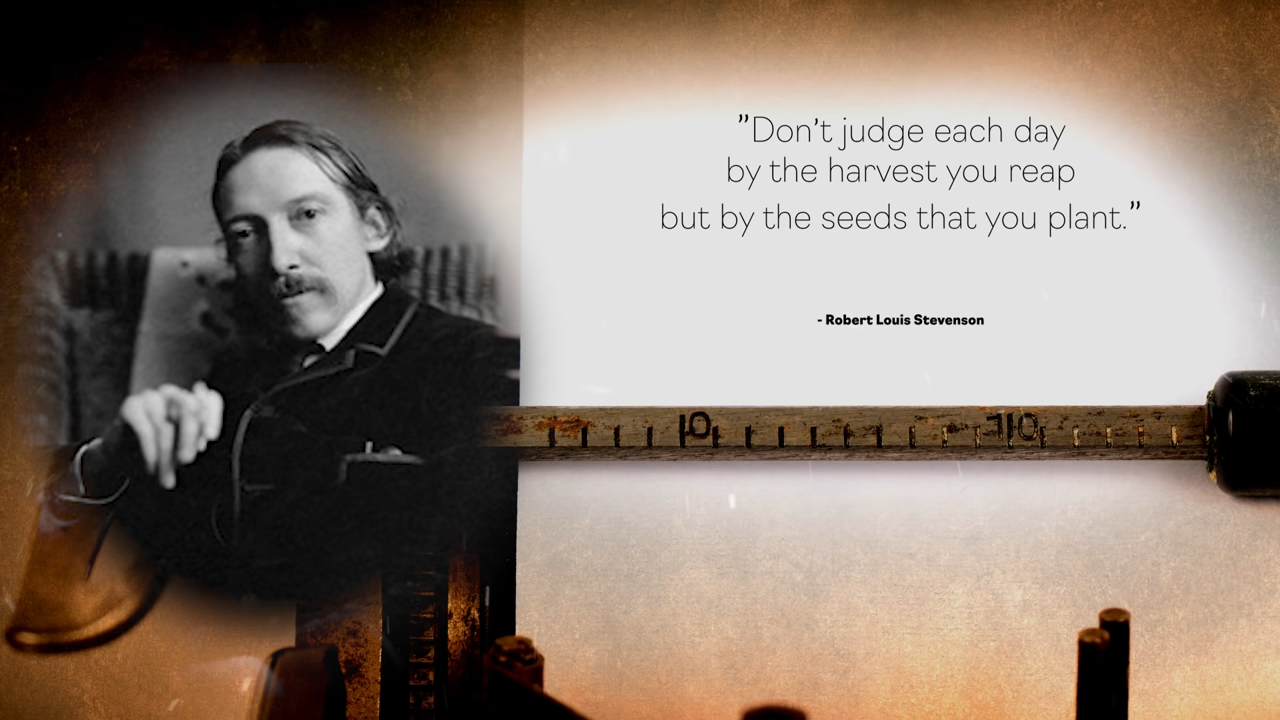 ”Don’t judge each day
by the harvest you reap
but by the seeds that you plant.”
- Robert Louis Stevenson
10